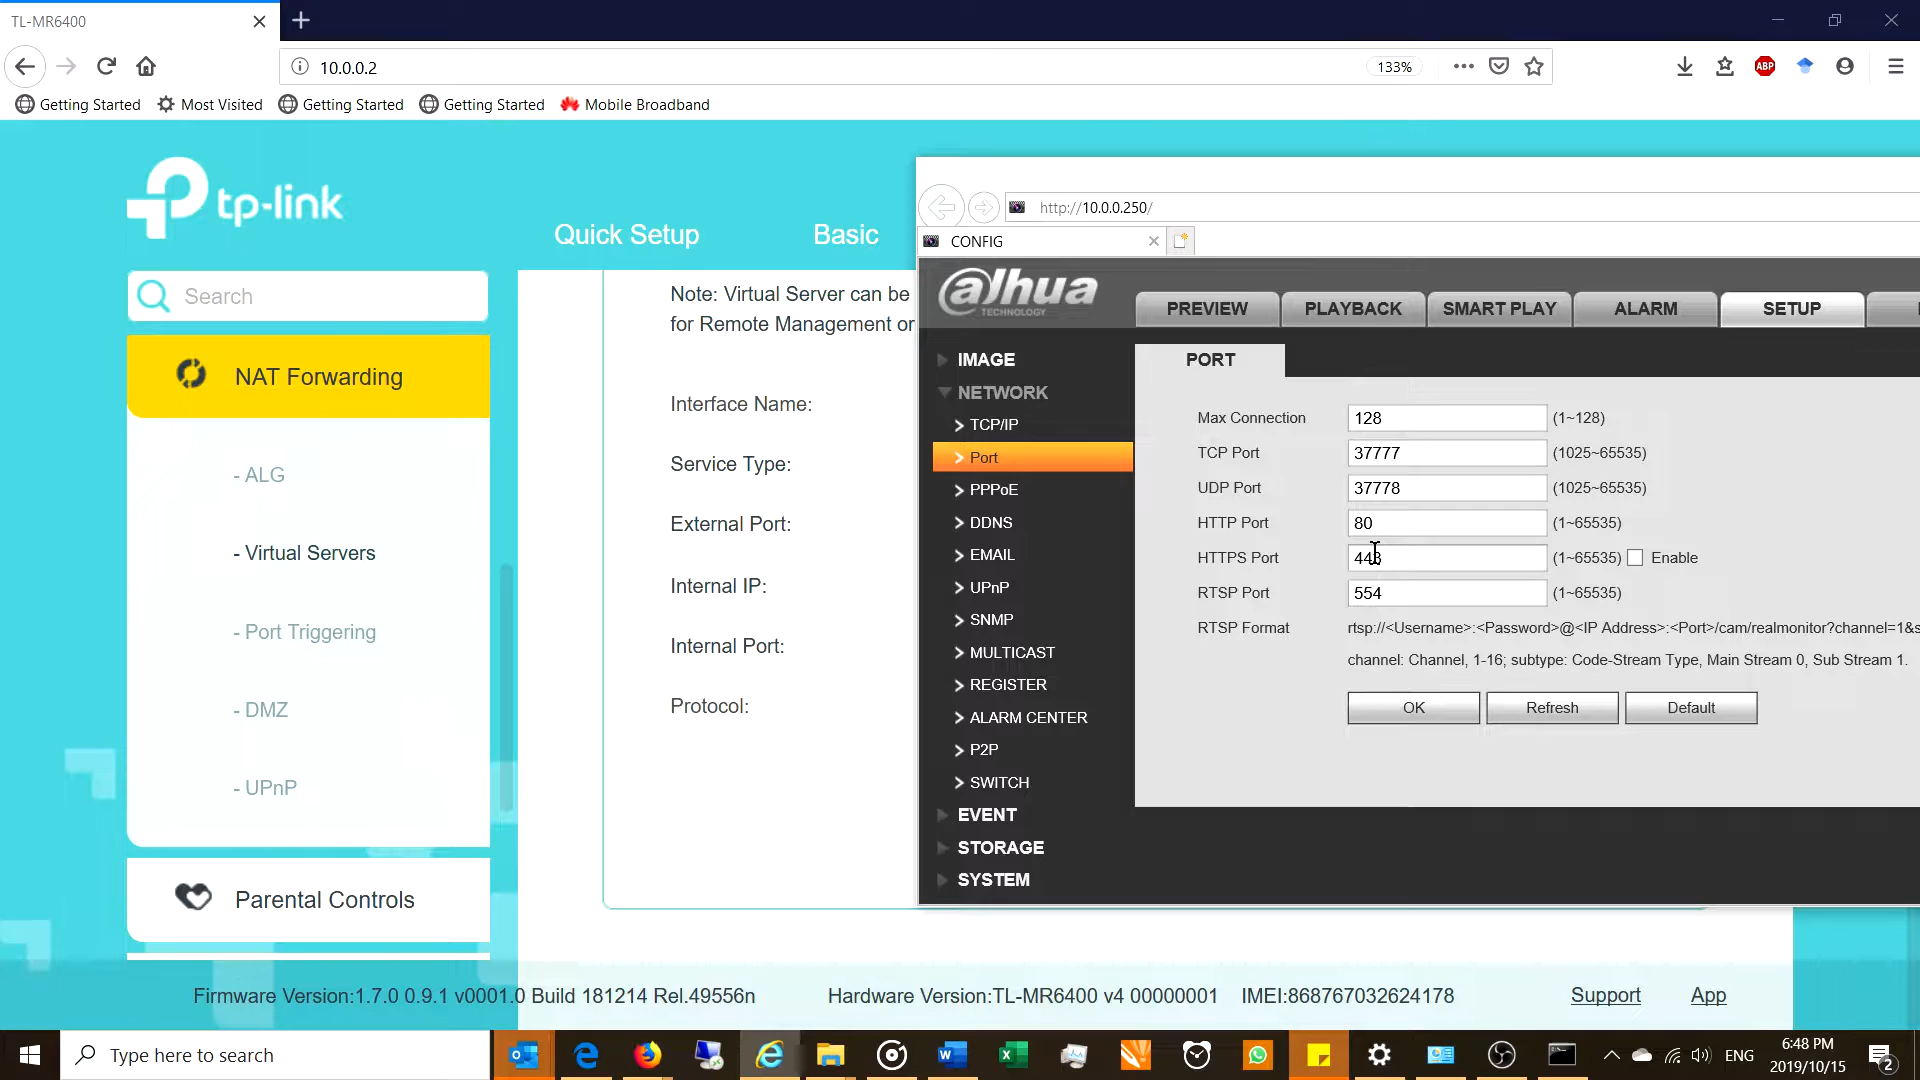 TL-MR6400
10.0.0.2
133%
ABP
Getting Started
Most Visited
Getting Started
Getting Started
Mobile Broadband
tp-link
Quick Setup
Basic
Search
NAT Forwarding
- ALG
- Virtual Servers
- Port Triggering
- DMZ
- UPnP
Parental Controls
Note: Virtual Server can be
for Remote Management or
Interface Name:
Service Type:
External Port:
Internal IP:
Internal Port:
Protocol:
http://10.0.0.250/
CONFIG
alhua
TECHNOLOGY
PREVIEW
PLAYBACK
SMART PLAY
ALARM
SETUP
IMAGE
NETWORK
TCP/IP
Port
PPPoE
DDNS
EMAIL
UPnP
SNMP
MULTICAST
REGISTER
ALARM CENTER
P2P
SWITCH
EVENT
STORAGE
SYSTEM
PORT
Max Connection 128 (1~128)
TCP Port 37777 (1025~65535)
UDP Port 37778 (1025~65535)
HTTP Port 80 (1~65535)
HTTPS Port 443 (1~65535) Enable
RTSP Port 554 (1~65535)
RTSP Format rtsp://<Username>:<Password>@<IP Address>:<Port>/cam/realmonitor?channel=1&s
channel: Channel, 1-16; subtype: Code-Stream Type, Main Stream 0, Sub Stream 1.
OK
Refresh
Default
Firmware Version:1.7.0 0.9.1 v0001.0 Build 181214 Rel.49556n
Hardware Version:TL-MR6400 v4 00000001
IMEI:868767032624178
Support
App
Type here to search
ENG
6:48 PM
2019/10/15
2